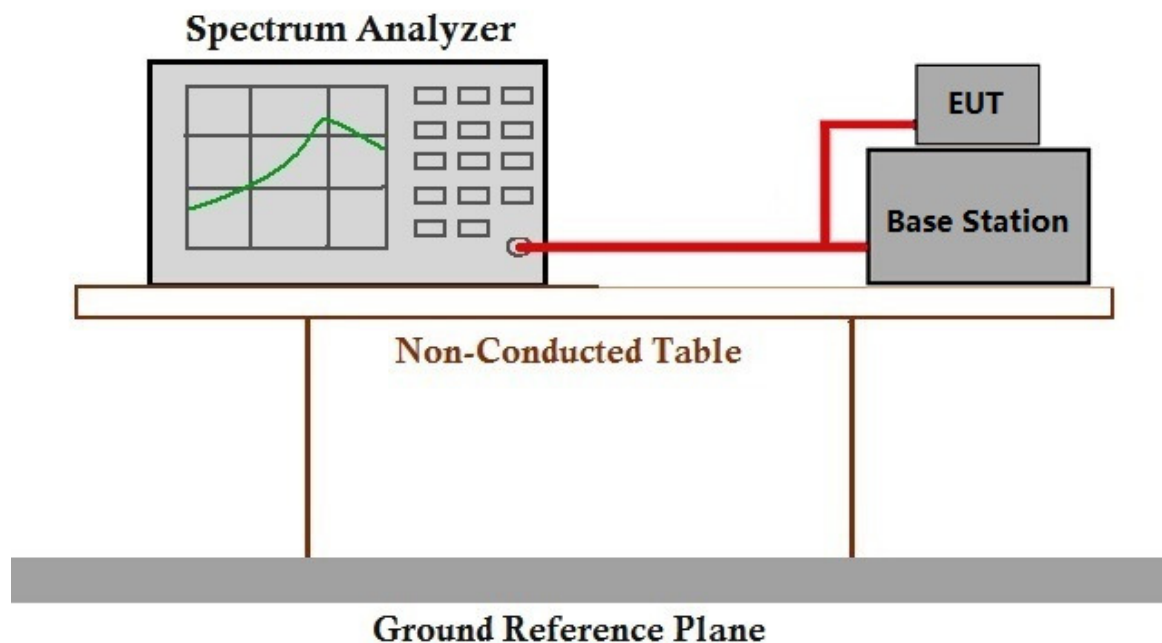 Spectrum Analyzer
EUT
Base Station
Non-Conducted Table
Ground Reference Plane